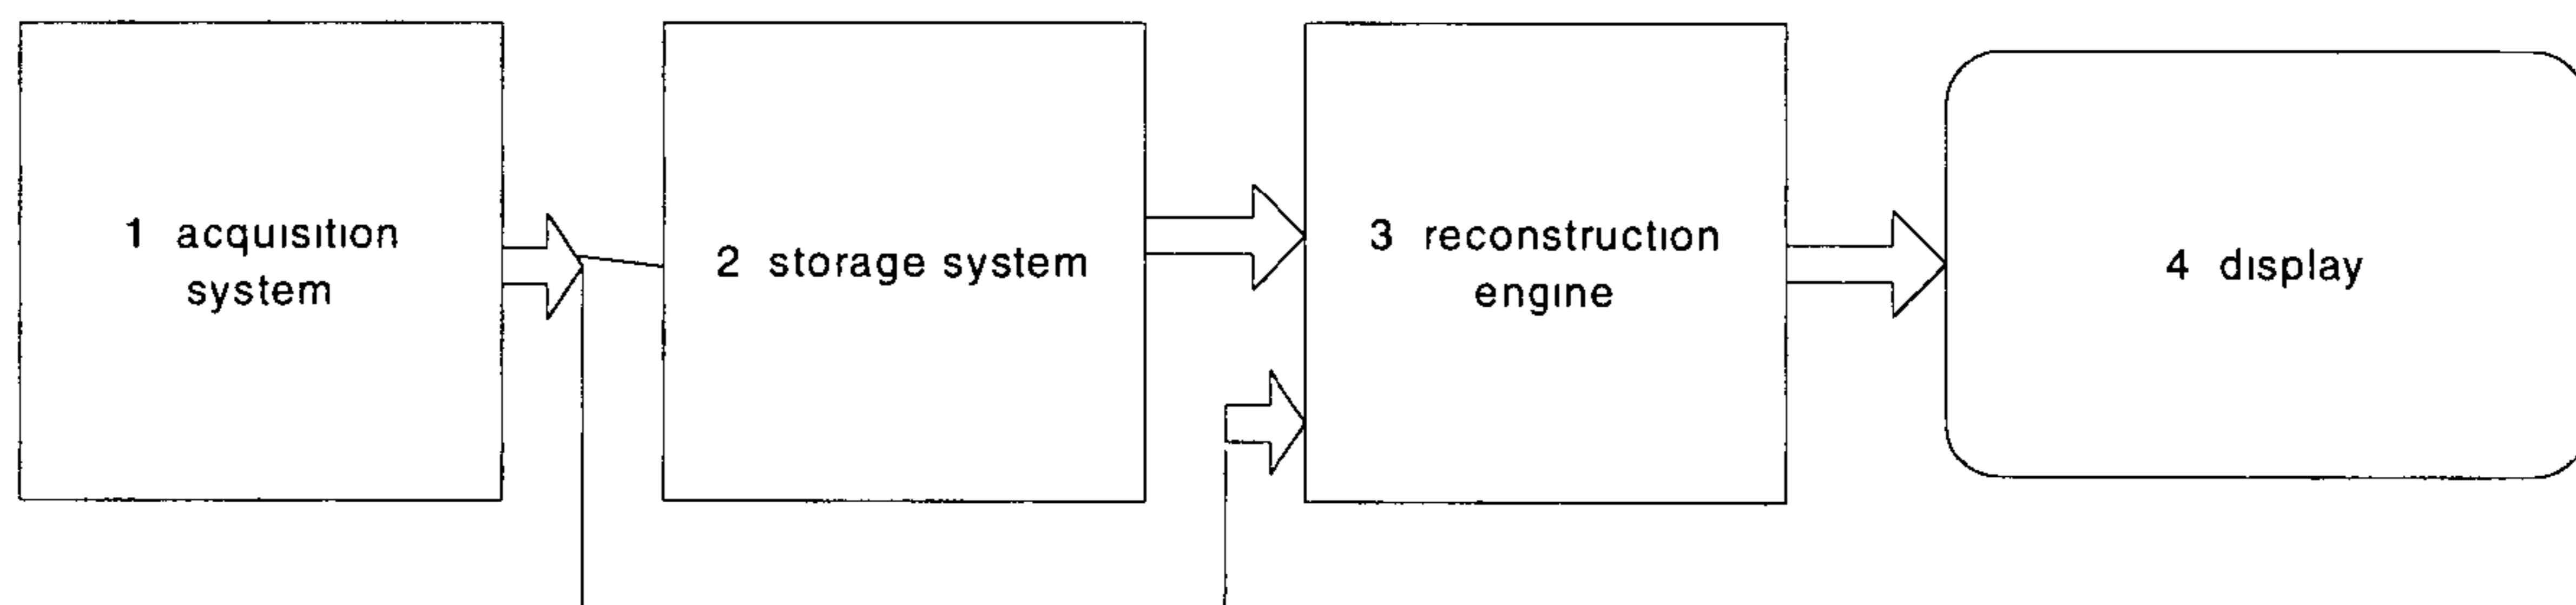 1 acquisition
system
2 storage system
3 reconstruction
engine
4 display